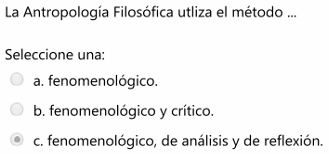 La Antropología Filosófica utliza el método ...
Seleccione una:
a. fenomenológico.
b. fenomenológico y crítico.
c. fenomenológico, de análisis y de reflexión.